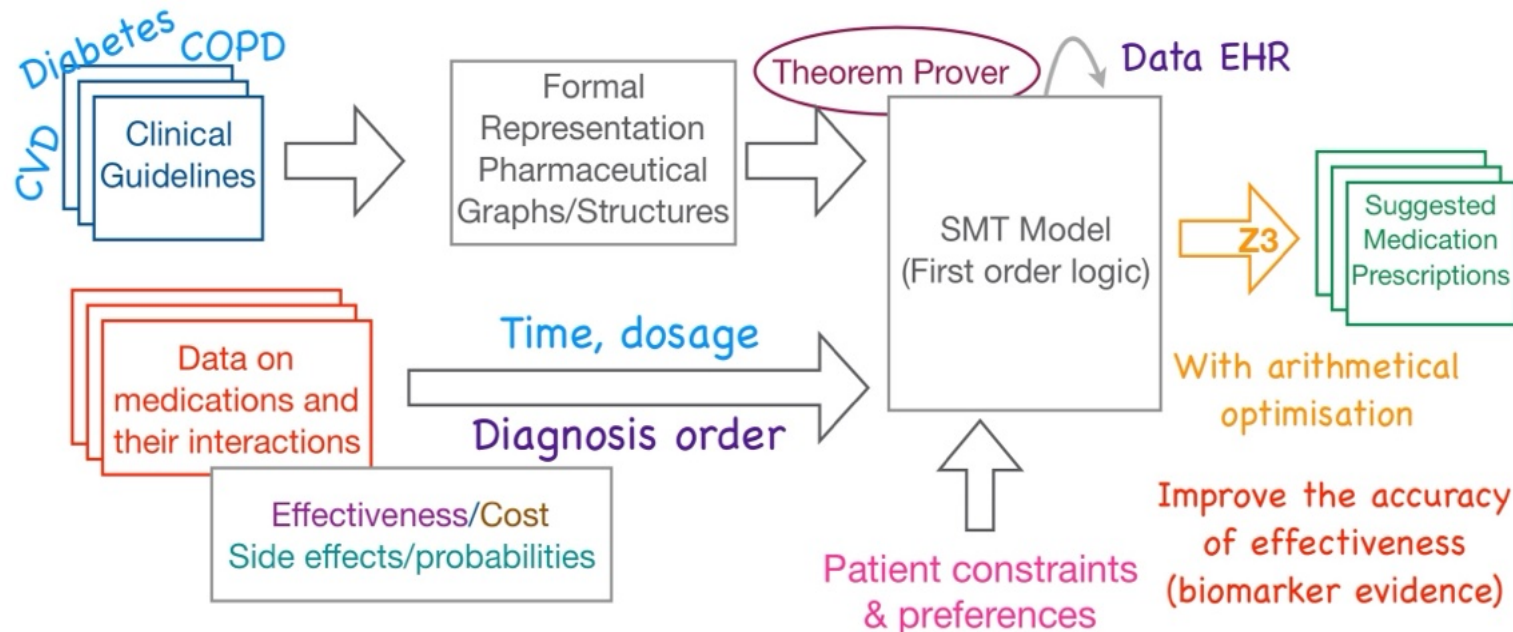 Diabetes
COPD
CVD
Clinical
Guidelines
Formal
Representation
Pharmaceutical
Graphs/Structures
Theorem Prover
Data EHR
SMT Model
(First order logic)
Z3
Suggested
Medication
Prescriptions
Data on
medications and
their interactions
Time, dosage
Diagnosis order
Effectiveness/Cost
Side effects/probabilities
With arithmetical
optimisation
Patient constraints
& preferences
Improve the accuracy
of effectiveness
(biomarker evidence)